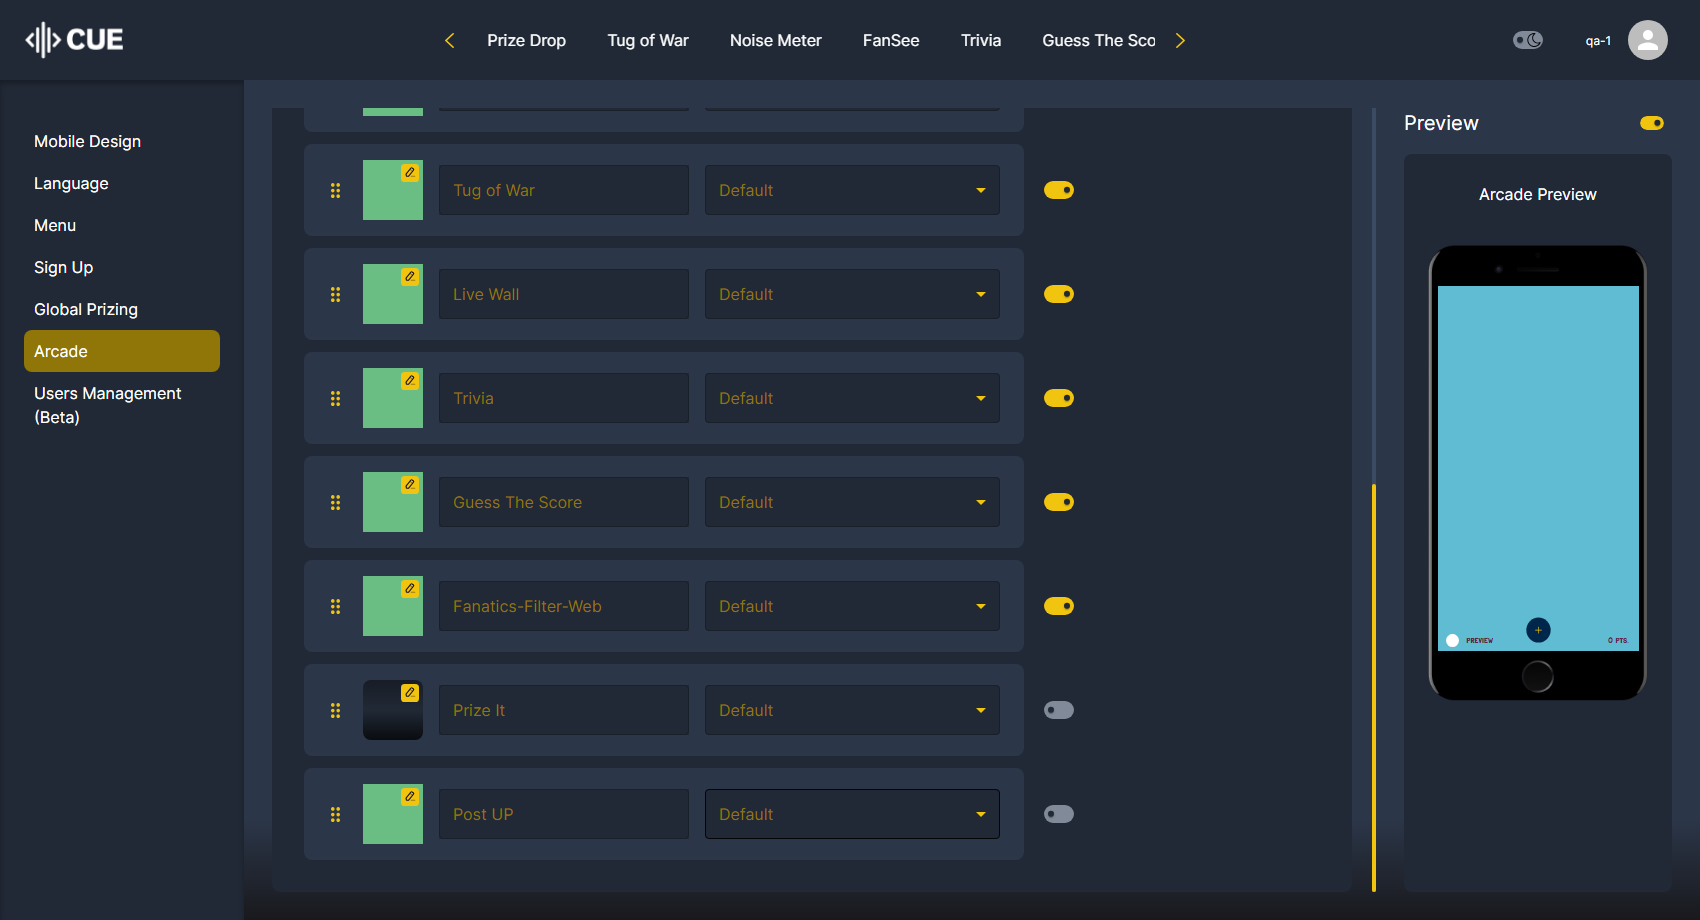 CUE
Prize Drop Tug of War Noise Meter FanSee Trivia Guess The Sco
qa-1
Mobile Design
Language
Menu
Sign Up
Global Prizing
Arcade
Users Management
(Beta)
Tug of War Default
Live Wall Default
Trivia Default
Guess The Score Default
Fanatics-Filter-Web Default
Prize It Default
Post UP Default
Preview
Arcade Preview
+
PREVIEW 0 PTS.